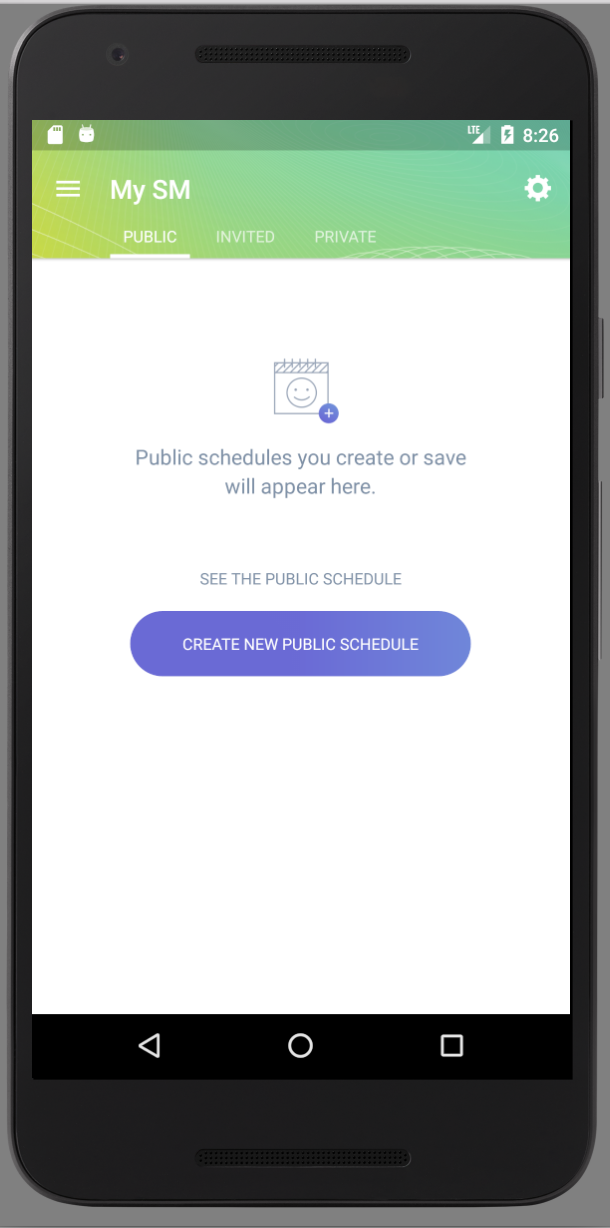 LTE 8:26
My SM
PUBLIC INVITED PRIVATE
Public schedules you create or save
will appear here.
SEE THE PUBLIC SCHEDULE
CREATE NEW PUBLIC SCHEDULE